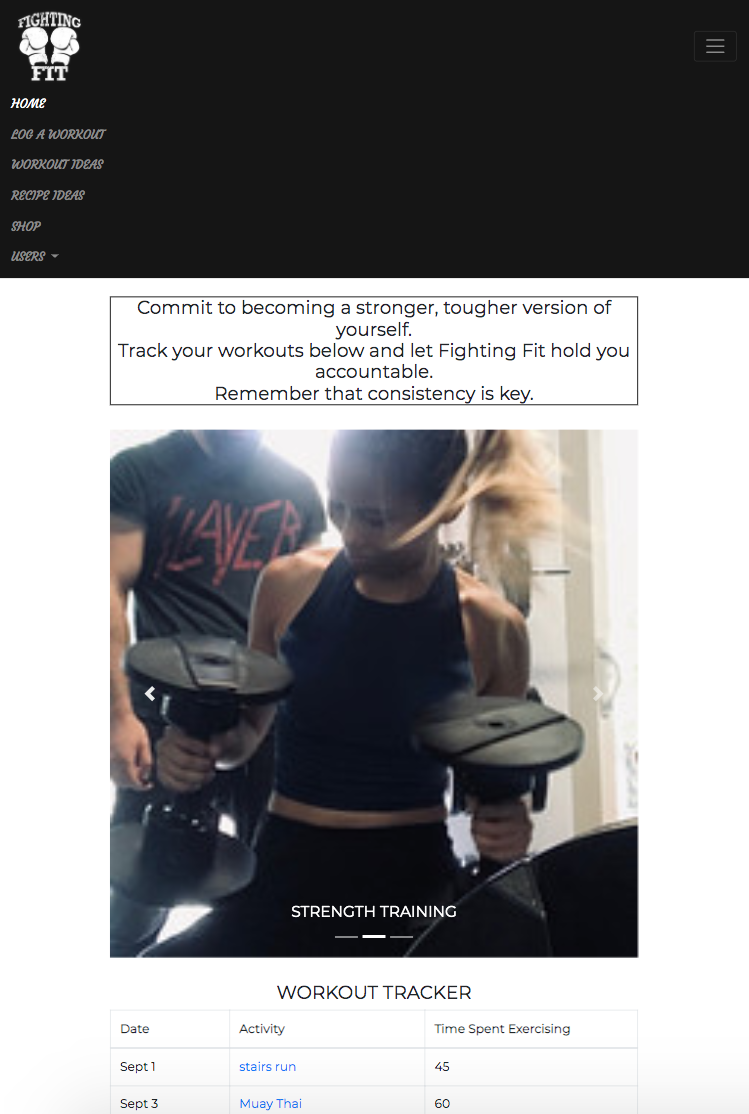 FIGHTING
FIT
HOME
LOG A WORKOUT
WORKOUT IDEAS
RECIPE IDEAS
SHOP
USERS
Commit to becoming a stronger, tougher version of
yourself.
Track your workouts below and let Fighting Fit hold you
accountable.
Remember that consistency is key.
SLAYER
STRENGTH TRAINING
WORKOUT TRACKER
Date Activity Time Spent Exercising
Sept 1 stairs run 45
Sept 3 Muay Thai 60